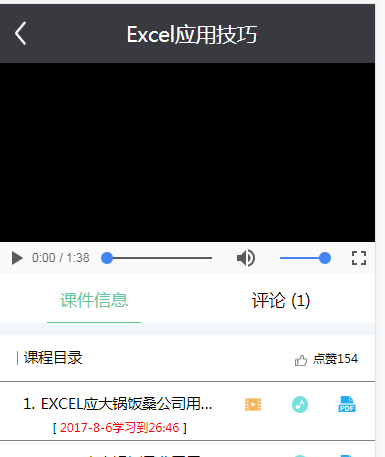 Excel应用技巧
0:00 / 1:38
课件信息
评论 (1)
课程目录
点赞154
1. EXCEL应大锅饭桑公司用...
PDF
[ 2017-8-6学习到26:46 ]